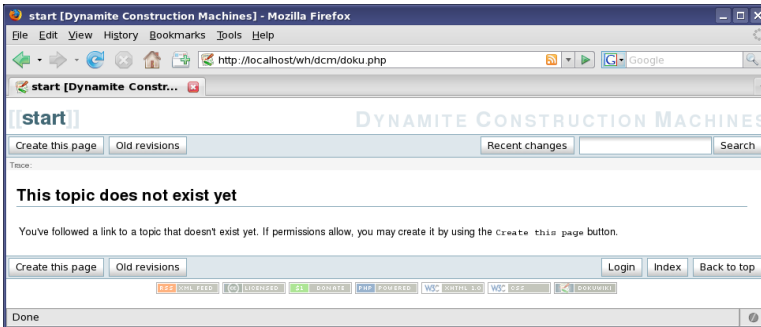 start [Dynamite Construction Machines] - Mozilla Firefox
File Edit View History Bookmarks Tools Help
http://localhost/wh/dcm/doku.php G Google
start [Dynamite Constr...
[[start]] DYNAMITE CONSTRUCTION MACHINES
Create this page Old revisions Recent changes Search
Trace:
This topic does not exist yet
You've followed a link to a topic that doesn't exist yet. If permissions allow, you may create it by using the Create this page button.
Create this page Old revisions Login Index Back to top
RSS XML FEED (cc) LICENSED $1 DONATE PHP POWERED W3C XHTML 1.0 W3C CSS DOKUWIKI
Done